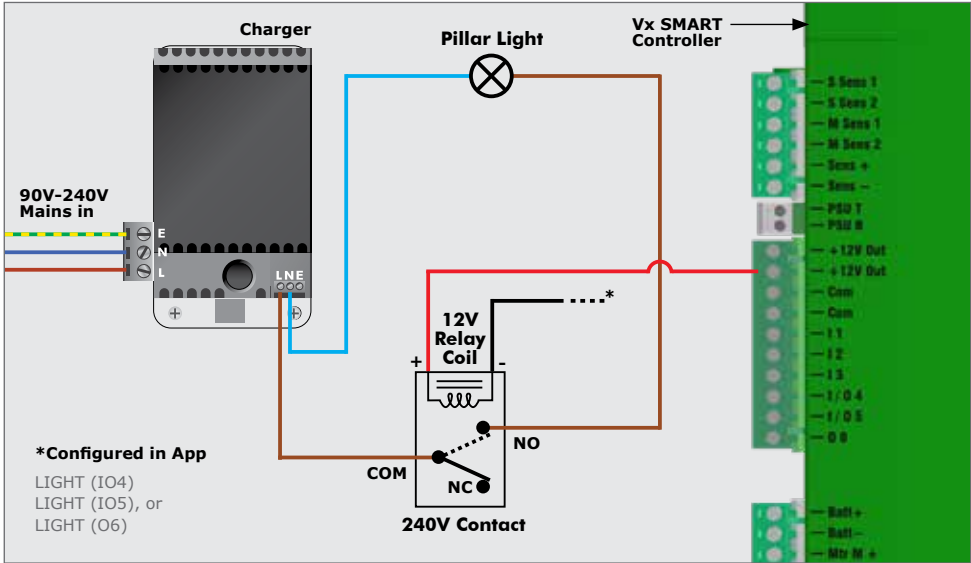 Charger
Pillar Light
Vx SMART
Controller
S Sens 1
S Sens 2
M Sens 1
M Sens 2
Sens +
Sens –
PSU T
PSU R
+12V Out
+12V Out
Com
Com
I 1
I 2
I 3
I / O 4
I / O 5
O 6
Batt +
Batt –
Mtr M +
90V–240V
Mains in
E
N
L
L N E
*
12V
Relay
Coil
+
-
NO
COM
NC
240V Contact
*Configured in App
LIGHT (IO4)
LIGHT (IO5), or
LIGHT (O6)